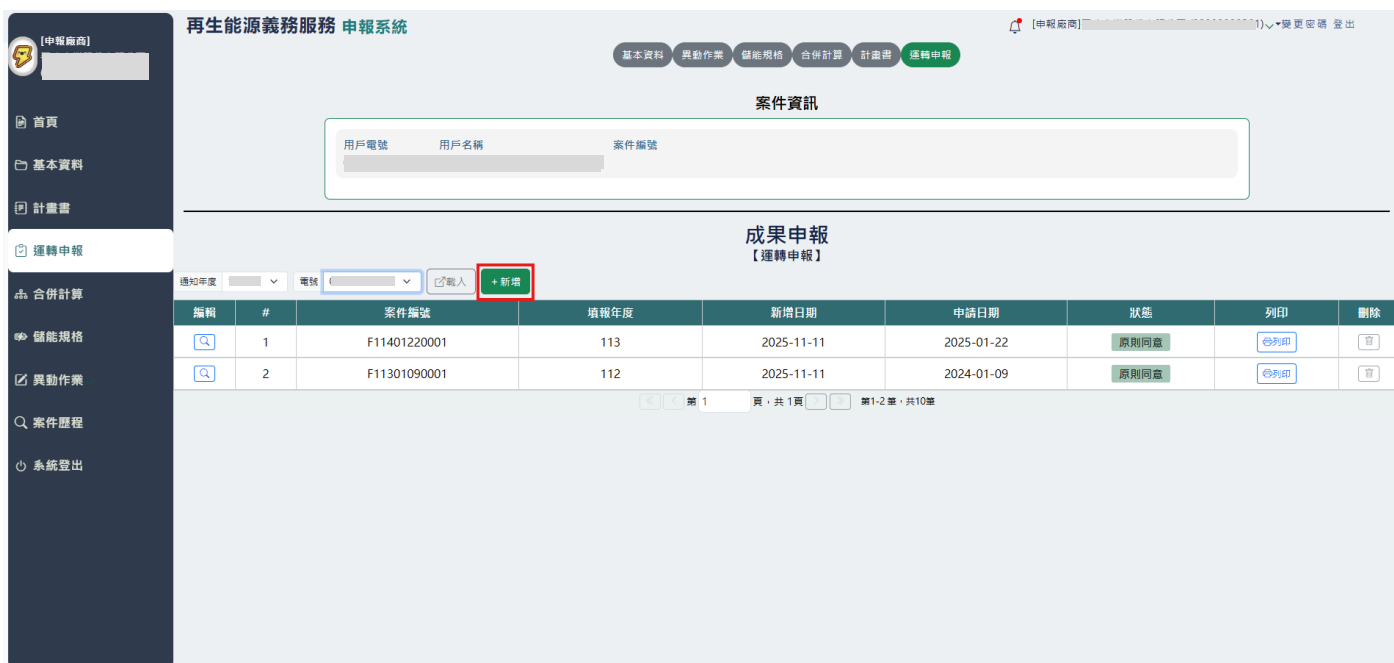 再生能源義務服務 申報系統
[申報廠商]
1) 變更密碼 登出
[申報廠商]
基本資料 異動作業 儲能規格 合併計算 計畫書 運轉申報
首頁
基本資料
計畫書
運轉申報
合併計算
儲能規格
異動作業
案件歷程
系統登出
案件資訊
用戶電號 用戶名稱 案件編號
成果申報
【運轉申報】
通知年度 電號 載入 +新增
編輯 # 案件編號 填報年度 新增日期 申請日期 狀態 列印 刪除
1 F11401220001 113 2025-11-11 2025-01-22 原則同意 列印
2 F11301090001 112 2025-11-11 2024-01-09 原則同意 列印
第 1 頁，共 1頁 第1-2 筆，共10筆